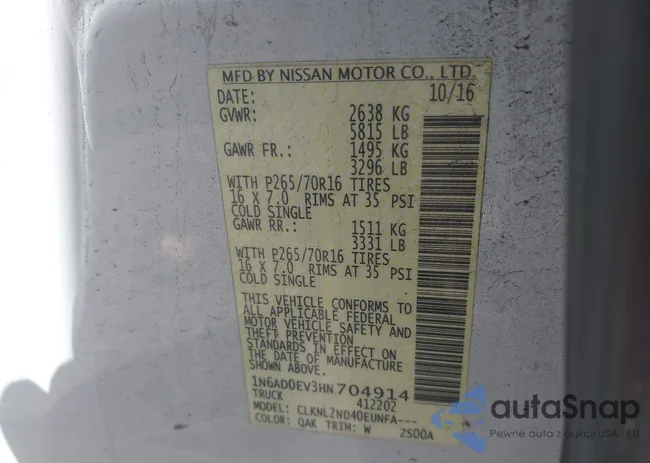 MFD BY NISSAN MOTOR CO., LTD.
DATE: 10/16
GVWR: 2638 KG
5815 LB
GAWR FR.: 1495 KG
3296 LB
WITH P265/70R16 TIRES
16 X 7.0 RIMS AT 35 PSI
COLD SINGLE
GAWR RR.: 1511 KG
3331 LB
WITH P265/70R16 TIRES
16 X 7.0 RIMS AT 35 PSI
COLD SINGLE
THIS VEHICLE CONFORMS TO
ALL APPLICABLE FEDERAL
MOTOR VEHICLE SAFETY AND
THEFT PREVENTION
STANDARDS IN EFFECT ON
THE DATE OF MANUFACTURE
SHOWN ABOVE.
1N6AD0EV3HN704914
TRUCK 412202
MODEL: CLKNL2ND40EUNFA---
COLOR: QAK TRIM: W 2S00A
autoSnap
Pewne auta z aukcji USA i EU